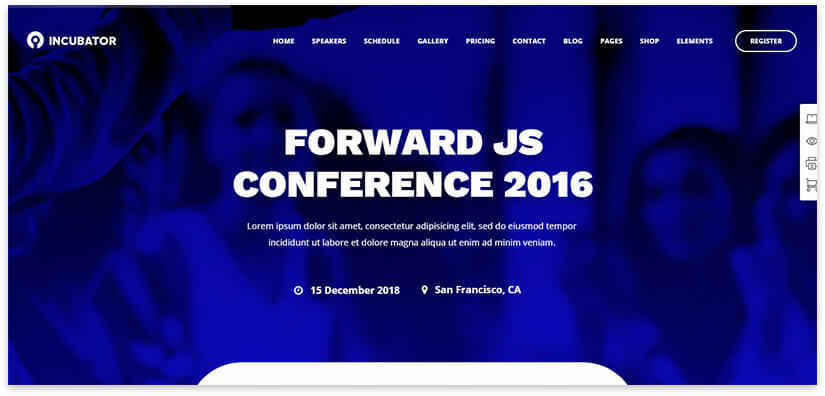 INCUBATOR
HOME SPEAKERS SCHEDULE GALLERY PRICING CONTACT BLOG PAGES SHOP ELEMENTS REGISTER
FORWARD JS
CONFERENCE 2016
Lorem ipsum dolor sit amet, consectetur adipisicing elit, sed do eiusmod tempor
incididunt ut labore et dolore magna aliqua ut enim ad minim veniam.
15 December 2018 San Francisco, CA